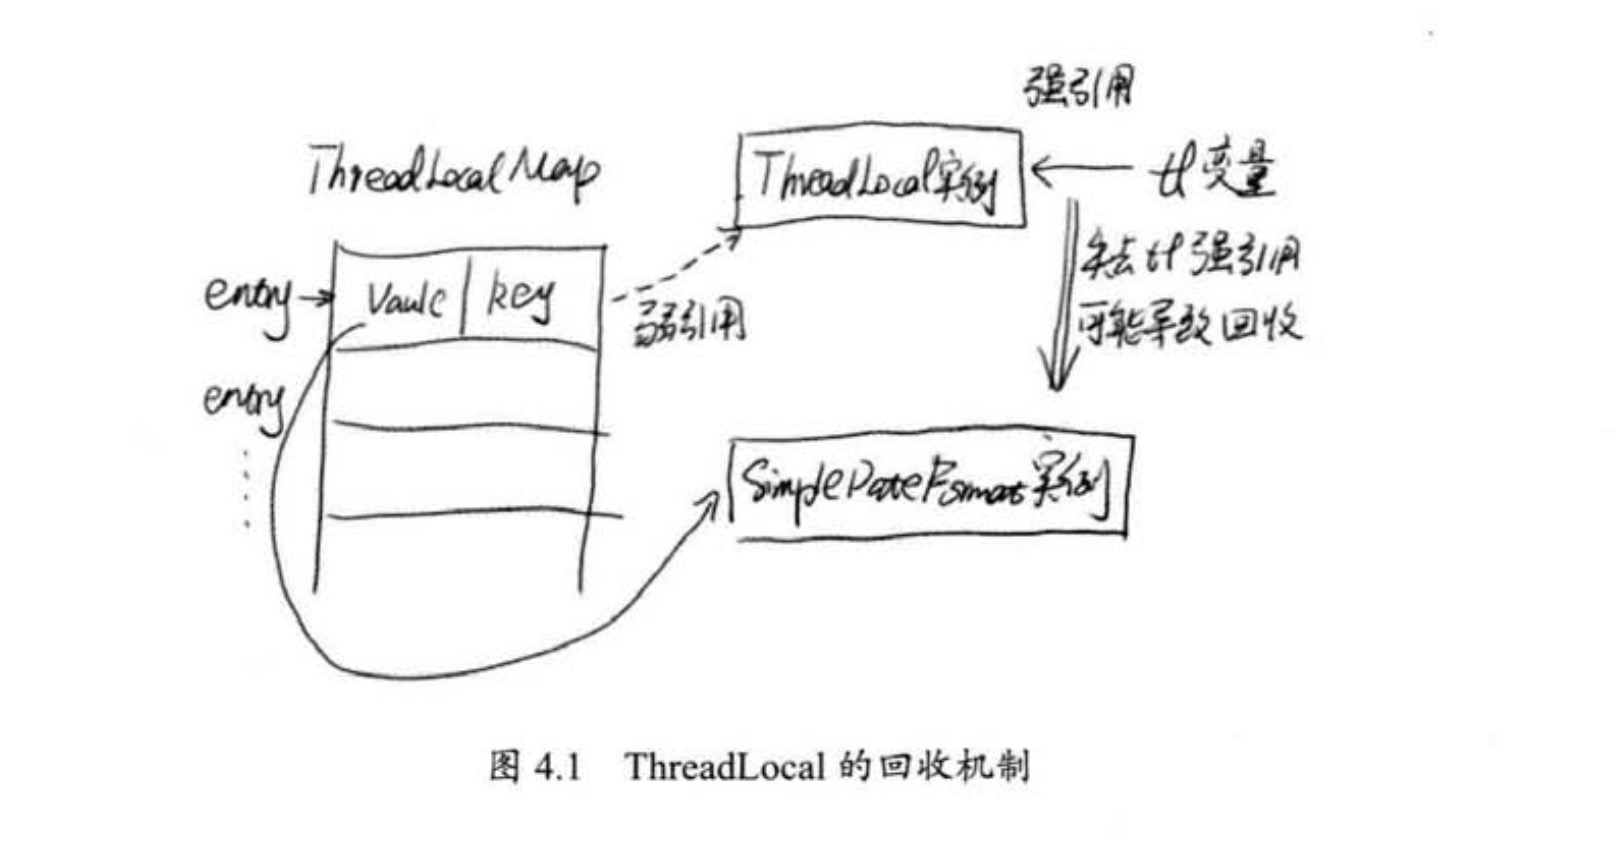 强引用
ThreadLocalMap
ThreadLocal实例
tl变量
entry
Vaule
key
弱引用
失去tl强引用
可能导致回收
entry
SimpleDateFormat实例
图 4.1 ThreadLocal 的回收机制